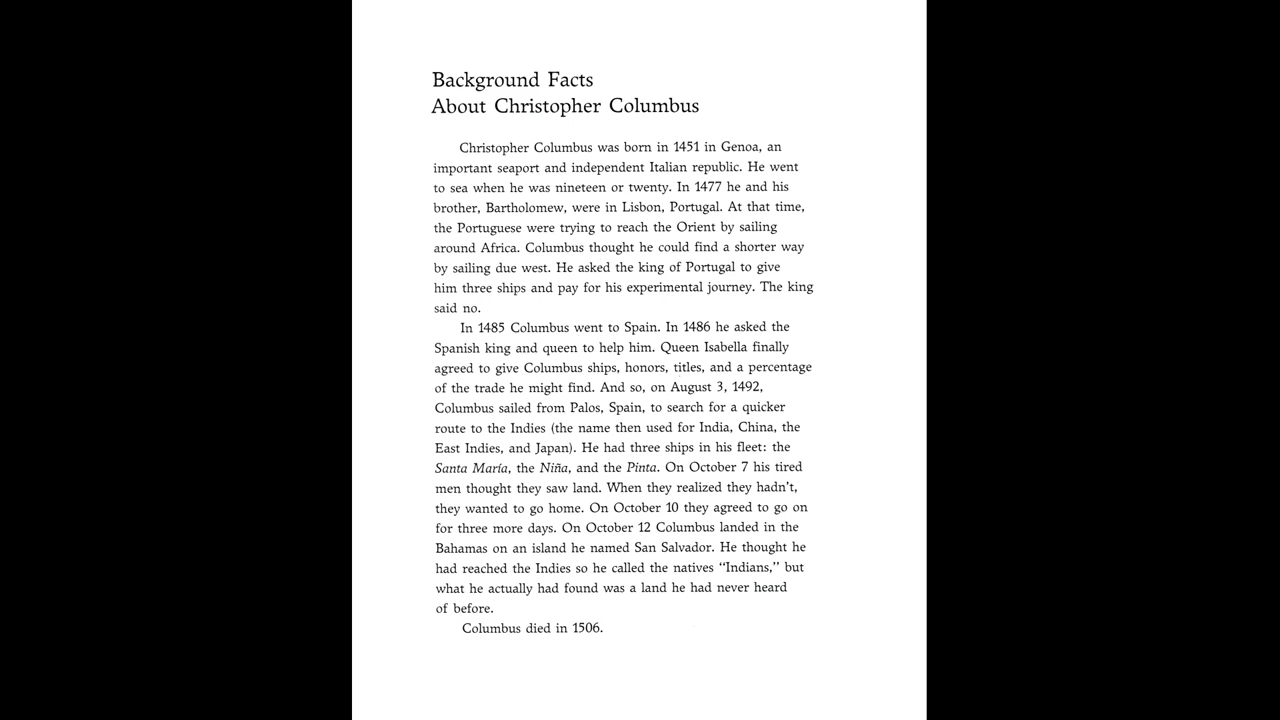 Background Facts
About Christopher Columbus
Christopher Columbus was born in 1451 in Genoa, an
important seaport and independent Italian republic. He went
to sea when he was nineteen or twenty. In 1477 he and his
brother, Bartholomew, were in Lisbon, Portugal. At that time,
the Portuguese were trying to reach the Orient by sailing
around Africa. Columbus thought he could find a shorter way
by sailing due west. He asked the king of Portugal to give
him three ships and pay for his experimental journey. The king
said no.
In 1485 Columbus went to Spain. In 1486 he asked the
Spanish king and queen to help him. Queen Isabella finally
agreed to give Columbus ships, honors, titles, and a percentage
of the trade he might find. And so, on August 3, 1492,
Columbus sailed from Palos, Spain, to search for a quicker
route to the Indies (the name then used for India, China, the
East Indies, and Japan). He had three ships in his fleet: the
Santa María, the Niña, and the Pinta. On October 7 his tired
men thought they saw land. When they realized they hadn't,
they wanted to go home. On October 10 they agreed to go on
for three more days. On October 12 Columbus landed in the
Bahamas on an island he named San Salvador. He thought he
had reached the Indies so he called the natives “Indians,” but
what he actually had found was a land he had never heard
of before.
Columbus died in 1506.